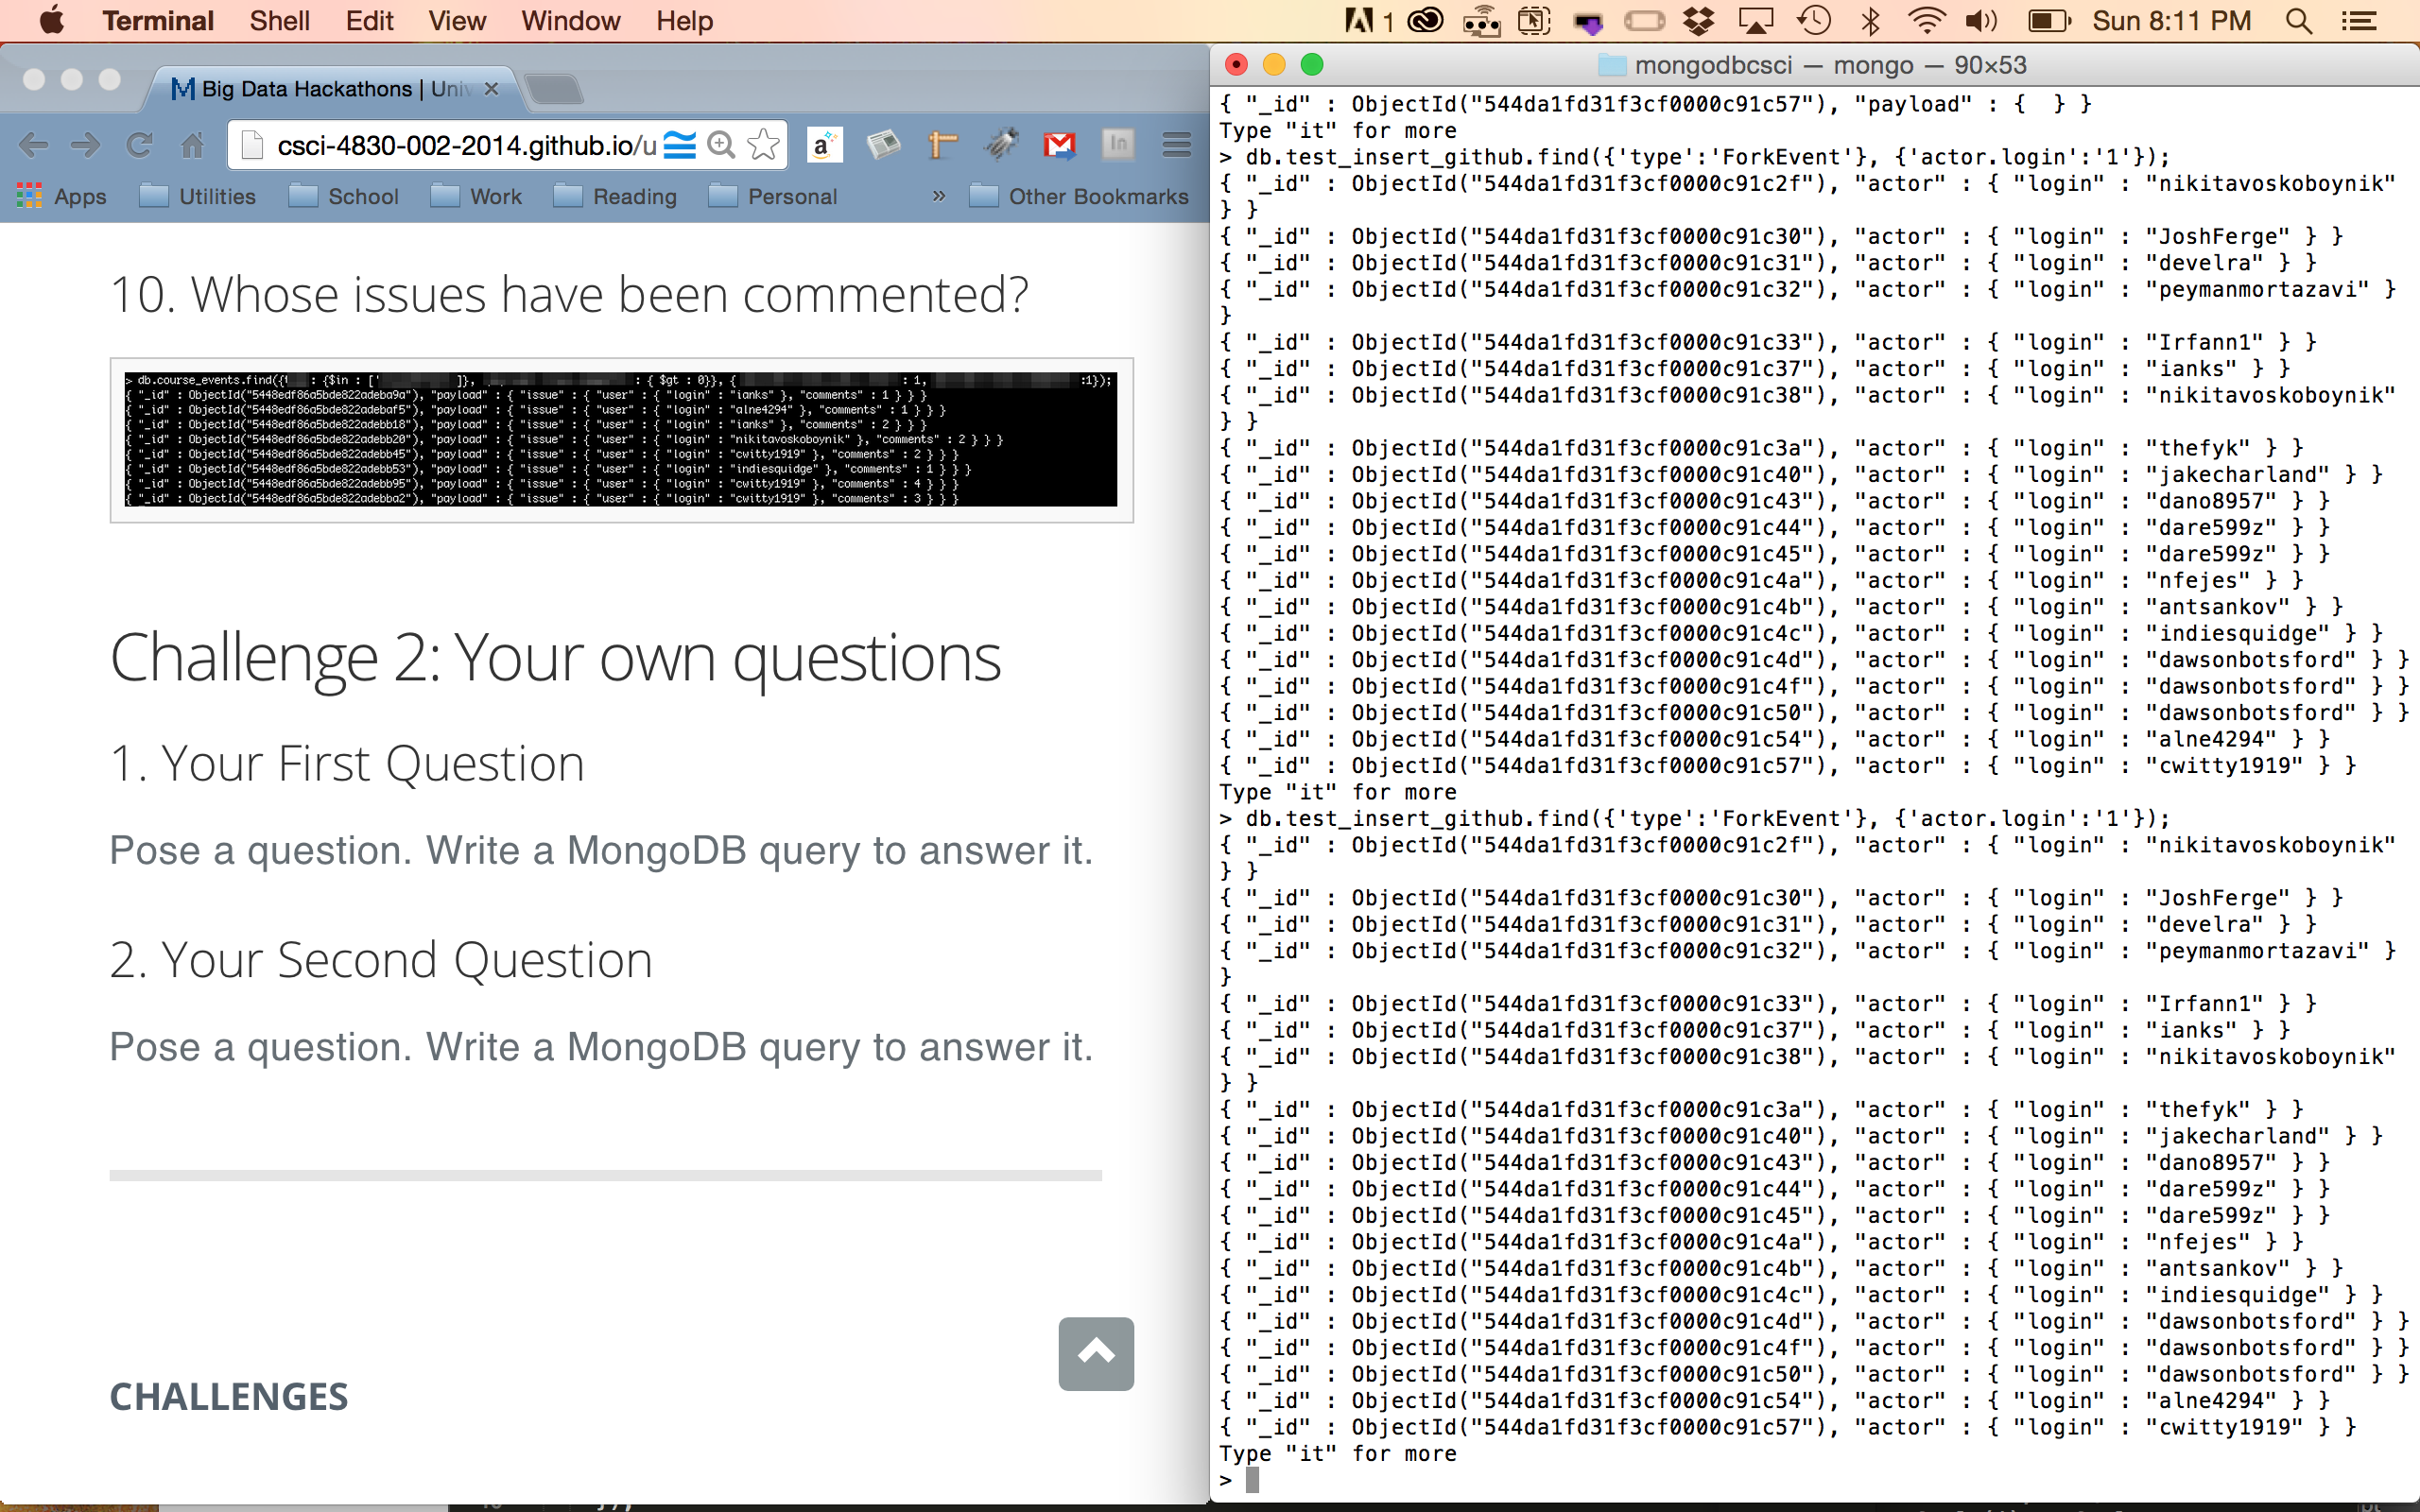 Terminal Shell Edit View Window Help 1 Sun 8:11 PM
Big Data Hackathons | Univ
csci-4830-002-2014.github.io/u
Apps Utilities School Work Reading Personal » Other Bookmarks
10. Whose issues have been commented?
> db.course_events.find({ : {$in : [' ]}, : { $gt : 0}}, { : 1, :1});
{ "_id" : ObjectId("5448edf86a5bde822adeba9a"), "payload" : { "issue" : { "user" : { "login" : "ianks" }, "comments" : 1 } } }
{ "_id" : ObjectId("5448edf86a5bde822adebaf5"), "payload" : { "issue" : { "user" : { "login" : "alne4294" }, "comments" : 1 } } }
{ "_id" : ObjectId("5448edf86a5bde822adebb18"), "payload" : { "issue" : { "user" : { "login" : "ianks" }, "comments" : 2 } } }
{ "_id" : ObjectId("5448edf86a5bde822adebb20"), "payload" : { "issue" : { "user" : { "login" : "nikitavoskoboynik" }, "comments" : 2 } } }
{ "_id" : ObjectId("5448edf86a5bde822adebb45"), "payload" : { "issue" : { "user" : { "login" : "cwitty1919" }, "comments" : 2 } } }
{ "_id" : ObjectId("5448edf86a5bde822adebb53"), "payload" : { "issue" : { "user" : { "login" : "indiesquidge" }, "comments" : 1 } } }
{ "_id" : ObjectId("5448edf86a5bde822adebb95"), "payload" : { "issue" : { "user" : { "login" : "cwitty1919" }, "comments" : 4 } } }
{ "_id" : ObjectId("5448edf86a5bde822adebba2"), "payload" : { "issue" : { "user" : { "login" : "cwitty1919" }, "comments" : 3 } } }
Challenge 2: Your own questions
1. Your First Question
Pose a question. Write a MongoDB query to answer it.
2. Your Second Question
Pose a question. Write a MongoDB query to answer it.
CHALLENGES
mongodbcsci — mongo — 90×53
{ "_id" : ObjectId("544da1fd31f3cf0000c91c57"), "payload" : {  } }
Type "it" for more
> db.test_insert_github.find({'type':'ForkEvent'}, {'actor.login':'1'});
{ "_id" : ObjectId("544da1fd31f3cf0000c91c2f"), "actor" : { "login" : "nikitavoskoboynik"
} }
{ "_id" : ObjectId("544da1fd31f3cf0000c91c30"), "actor" : { "login" : "JoshFerge" } }
{ "_id" : ObjectId("544da1fd31f3cf0000c91c31"), "actor" : { "login" : "develra" } }
{ "_id" : ObjectId("544da1fd31f3cf0000c91c32"), "actor" : { "login" : "peymanmortazavi" }
}
{ "_id" : ObjectId("544da1fd31f3cf0000c91c33"), "actor" : { "login" : "Irfann1" } }
{ "_id" : ObjectId("544da1fd31f3cf0000c91c37"), "actor" : { "login" : "ianks" } }
{ "_id" : ObjectId("544da1fd31f3cf0000c91c38"), "actor" : { "login" : "nikitavoskoboynik"
} }
{ "_id" : ObjectId("544da1fd31f3cf0000c91c3a"), "actor" : { "login" : "thefyk" } }
{ "_id" : ObjectId("544da1fd31f3cf0000c91c40"), "actor" : { "login" : "jakecharland" } }
{ "_id" : ObjectId("544da1fd31f3cf0000c91c43"), "actor" : { "login" : "dano8957" } }
{ "_id" : ObjectId("544da1fd31f3cf0000c91c44"), "actor" : { "login" : "dare599z" } }
{ "_id" : ObjectId("544da1fd31f3cf0000c91c45"), "actor" : { "login" : "dare599z" } }
{ "_id" : ObjectId("544da1fd31f3cf0000c91c4a"), "actor" : { "login" : "nfejes" } }
{ "_id" : ObjectId("544da1fd31f3cf0000c91c4b"), "actor" : { "login" : "antsankov" } }
{ "_id" : ObjectId("544da1fd31f3cf0000c91c4c"), "actor" : { "login" : "indiesquidge" } }
{ "_id" : ObjectId("544da1fd31f3cf0000c91c4d"), "actor" : { "login" : "dawsonbotsford" } }
{ "_id" : ObjectId("544da1fd31f3cf0000c91c4f"), "actor" : { "login" : "dawsonbotsford" } }
{ "_id" : ObjectId("544da1fd31f3cf0000c91c50"), "actor" : { "login" : "dawsonbotsford" } }
{ "_id" : ObjectId("544da1fd31f3cf0000c91c54"), "actor" : { "login" : "alne4294" } }
{ "_id" : ObjectId("544da1fd31f3cf0000c91c57"), "actor" : { "login" : "cwitty1919" } }
Type "it" for more
> db.test_insert_github.find({'type':'ForkEvent'}, {'actor.login':'1'});
{ "_id" : ObjectId("544da1fd31f3cf0000c91c2f"), "actor" : { "login" : "nikitavoskoboynik"
} }
{ "_id" : ObjectId("544da1fd31f3cf0000c91c30"), "actor" : { "login" : "JoshFerge" } }
{ "_id" : ObjectId("544da1fd31f3cf0000c91c31"), "actor" : { "login" : "develra" } }
{ "_id" : ObjectId("544da1fd31f3cf0000c91c32"), "actor" : { "login" : "peymanmortazavi" }
}
{ "_id" : ObjectId("544da1fd31f3cf0000c91c33"), "actor" : { "login" : "Irfann1" } }
{ "_id" : ObjectId("544da1fd31f3cf0000c91c37"), "actor" : { "login" : "ianks" } }
{ "_id" : ObjectId("544da1fd31f3cf0000c91c38"), "actor" : { "login" : "nikitavoskoboynik"
} }
{ "_id" : ObjectId("544da1fd31f3cf0000c91c3a"), "actor" : { "login" : "thefyk" } }
{ "_id" : ObjectId("544da1fd31f3cf0000c91c40"), "actor" : { "login" : "jakecharland" } }
{ "_id" : ObjectId("544da1fd31f3cf0000c91c43"), "actor" : { "login" : "dano8957" } }
{ "_id" : ObjectId("544da1fd31f3cf0000c91c44"), "actor" : { "login" : "dare599z" } }
{ "_id" : ObjectId("544da1fd31f3cf0000c91c45"), "actor" : { "login" : "dare599z" } }
{ "_id" : ObjectId("544da1fd31f3cf0000c91c4a"), "actor" : { "login" : "nfejes" } }
{ "_id" : ObjectId("544da1fd31f3cf0000c91c4b"), "actor" : { "login" : "antsankov" } }
{ "_id" : ObjectId("544da1fd31f3cf0000c91c4c"), "actor" : { "login" : "indiesquidge" } }
{ "_id" : ObjectId("544da1fd31f3cf0000c91c4d"), "actor" : { "login" : "dawsonbotsford" } }
{ "_id" : ObjectId("544da1fd31f3cf0000c91c4f"), "actor" : { "login" : "dawsonbotsford" } }
{ "_id" : ObjectId("544da1fd31f3cf0000c91c50"), "actor" : { "login" : "dawsonbotsford" } }
{ "_id" : ObjectId("544da1fd31f3cf0000c91c54"), "actor" : { "login" : "alne4294" } }
{ "_id" : ObjectId("544da1fd31f3cf0000c91c57"), "actor" : { "login" : "cwitty1919" } }
Type "it" for more
>